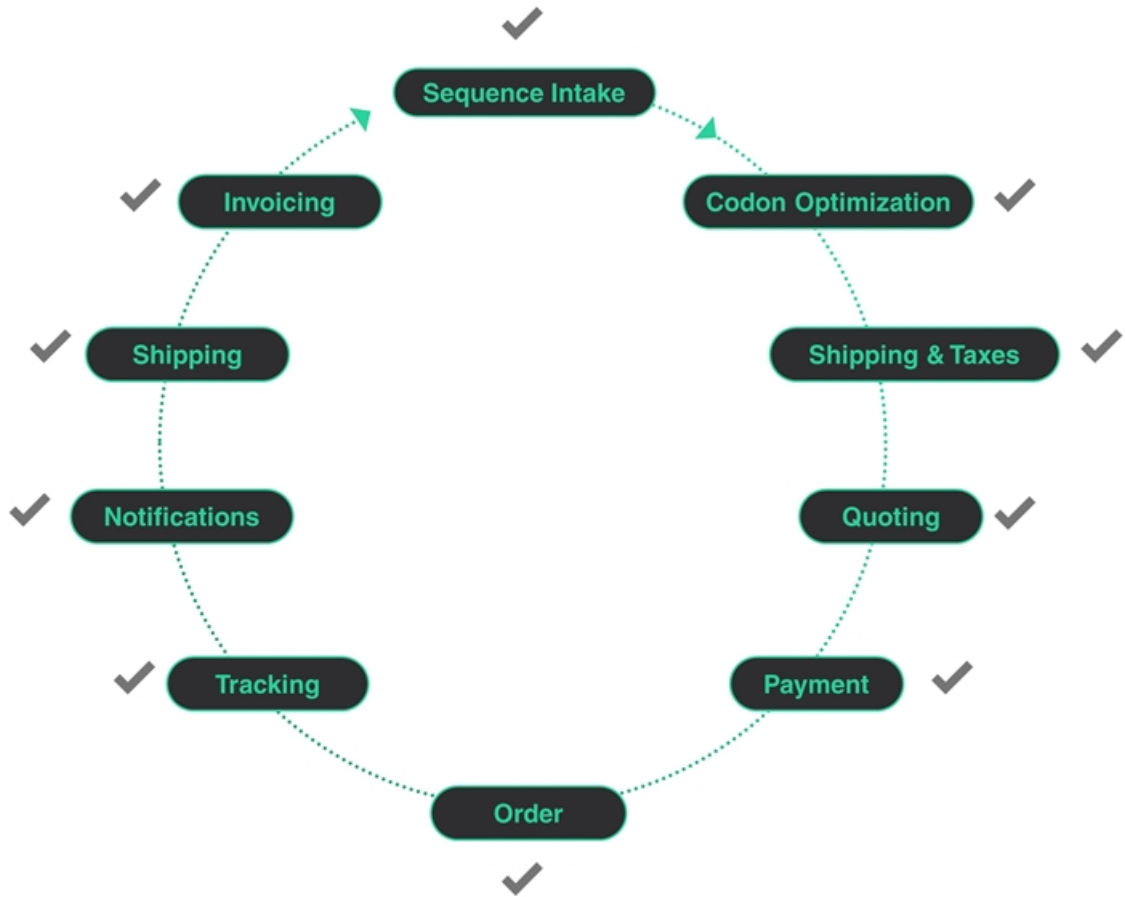 Sequence Intake
Codon Optimization
Shipping & Taxes
Quoting
Payment
Order
Tracking
Notifications
Shipping
Invoicing